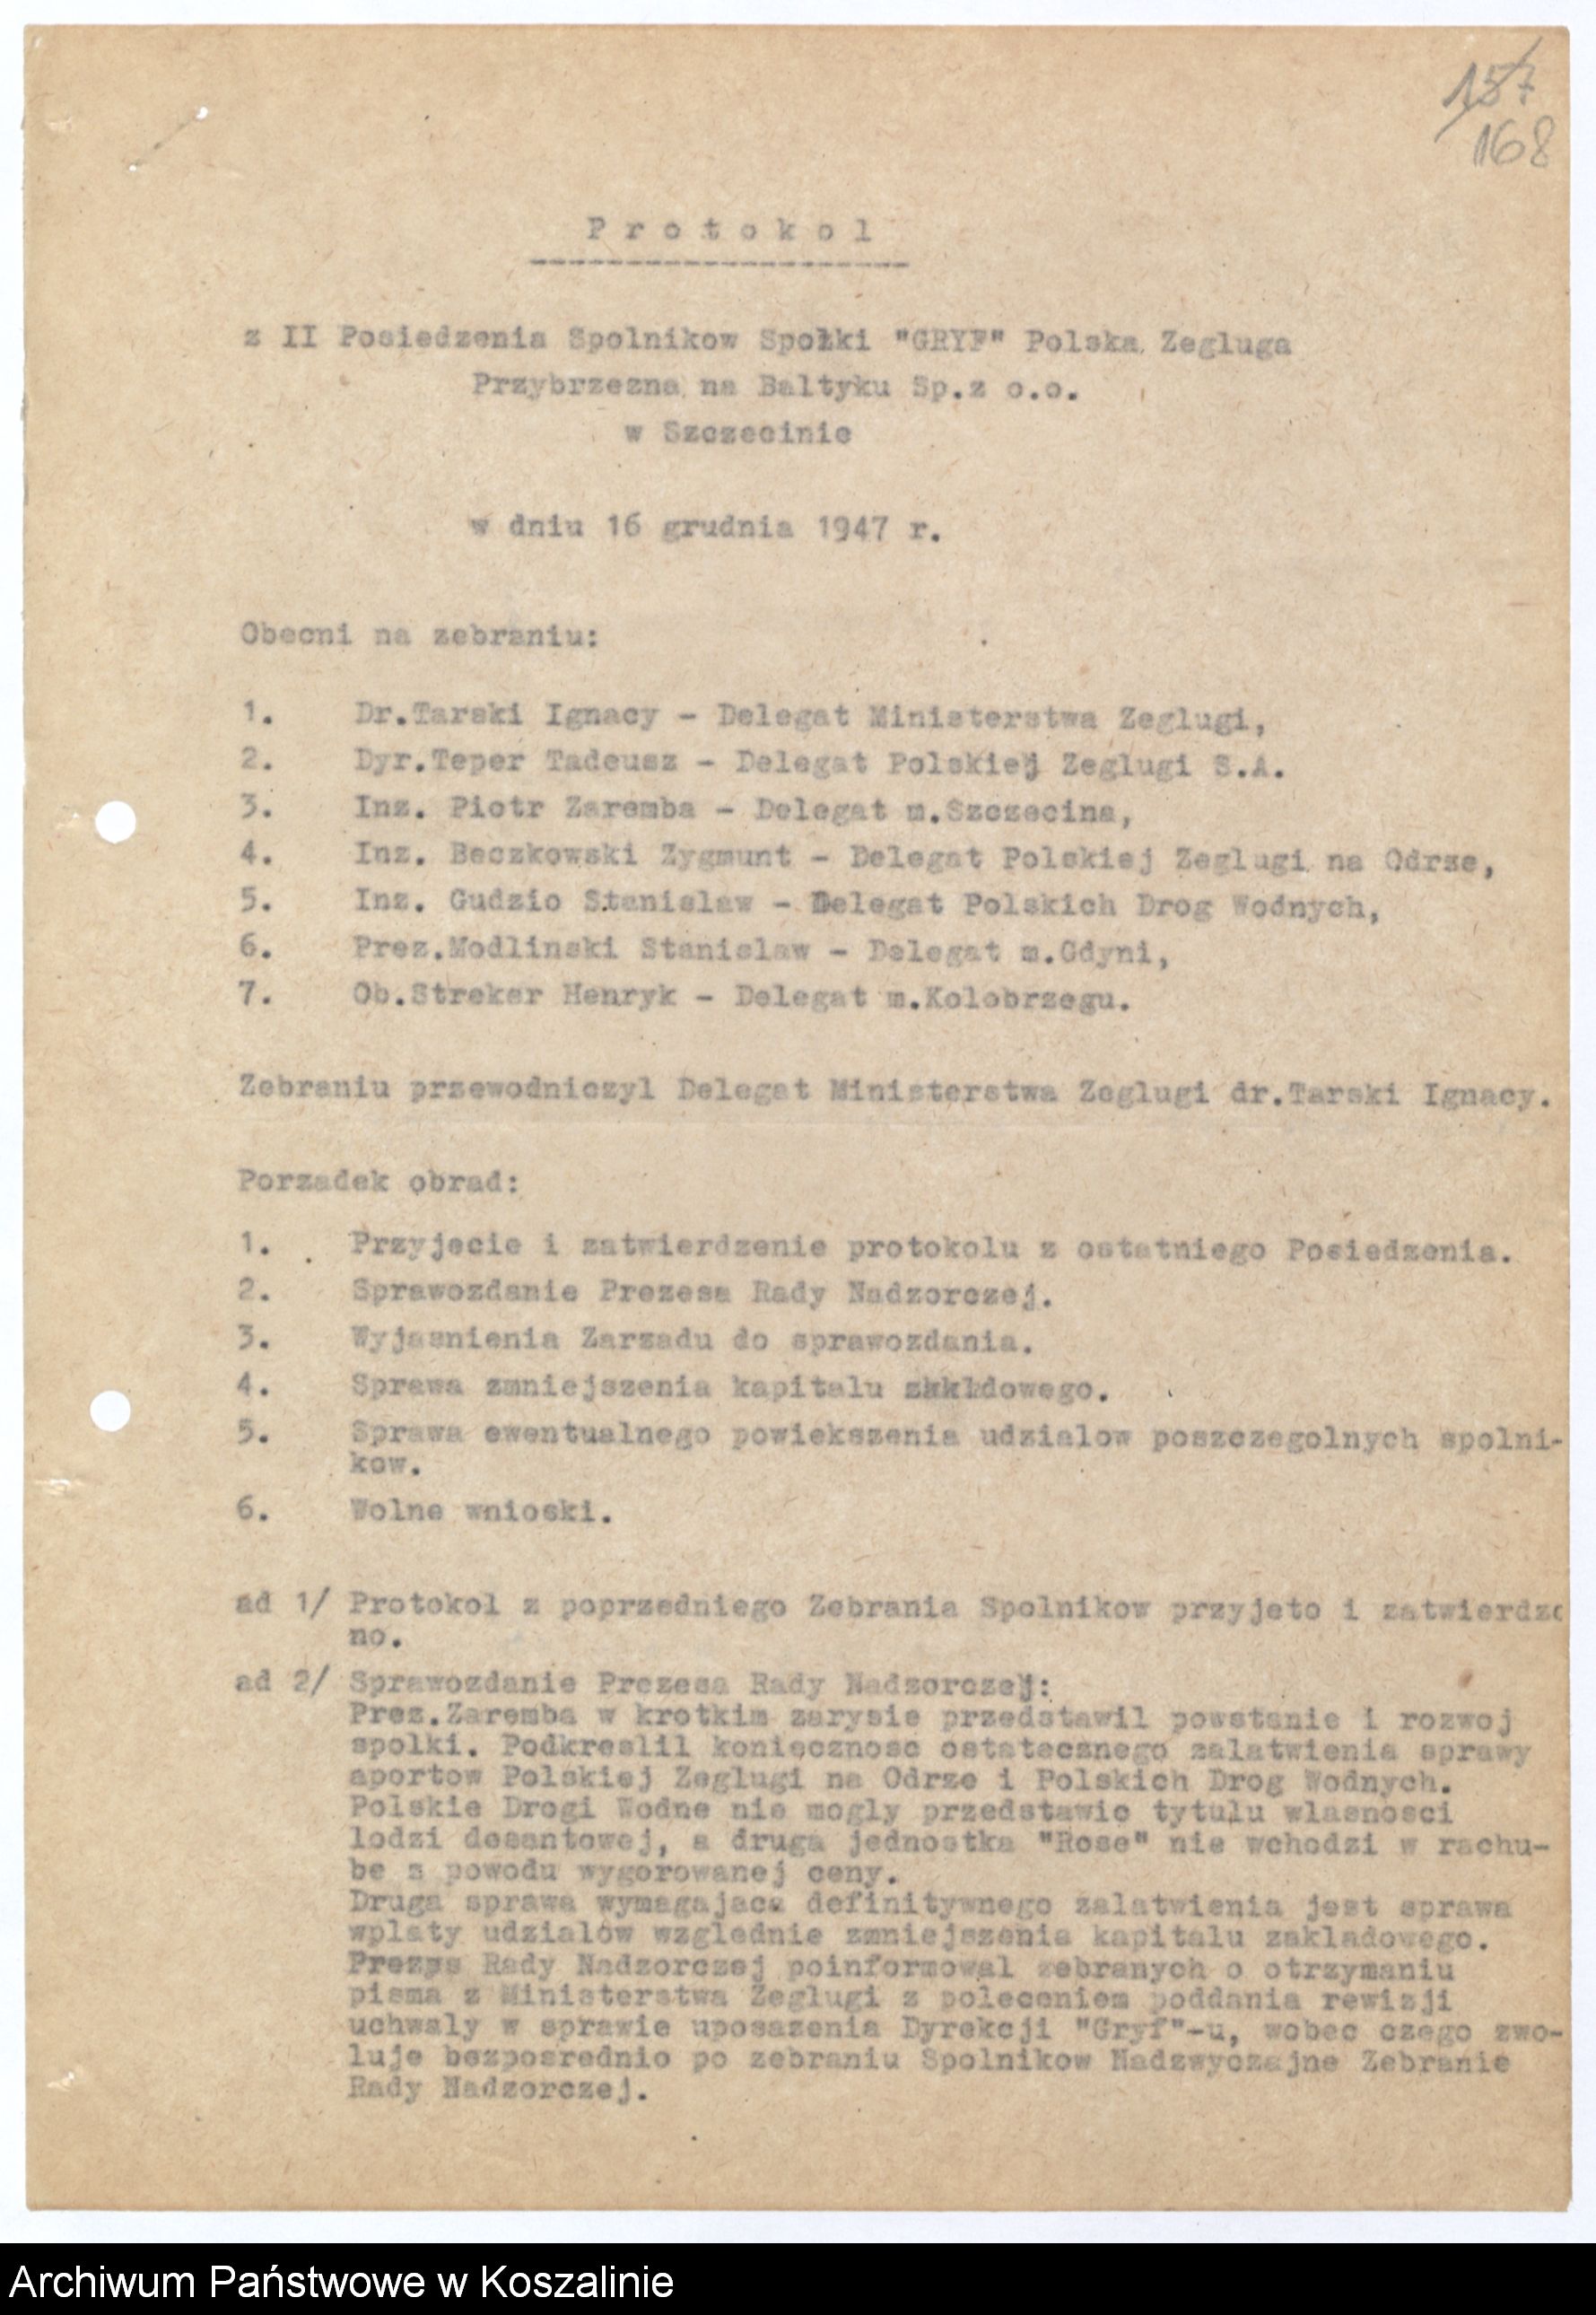 157
168
P r o t o k o l
z II Posiedzenia Spolnikow Społki "GRYF" Polska Zegluga
Przybrzezna na Baltyku Sp.z o.o.
w Szczecinie
w dniu 16 grudnia 1947 r.
Obecni na zebraniu:
1. Dr.Tarski Ignacy - Delegat Ministerstwa Zeglugi,
2. Dyr.Teper Tadeusz - Delegat Polskiej Zeglugi S.A.
3. Inz. Piotr Zaremba - Delegat m.Szczecina,
4. Inz. Beczkowski Zygmunt - Delegat Polskiej Zeglugi na Odrze,
5. Inz. Gudzio Stanislaw - Delegat Polskich Drog Wodnych,
6. Prez.Modlinski Stanislaw - Delegat m.Gdyni,
7. Ob.Streker Henryk - Delegat m.Kolobrzegu.
Zebraniu przewodniczyl Delegat Ministerstwa Zeglugi dr.Tarski Ignacy.
Porzadek obrad:
1. Przyjecie i zatwierdzenie protokolu z ostatniego Posiedzenia.
2. Sprawozdanie Prezesa Rady Nadzorczej.
3. Wyjasnienia Zarzadu do sprawozdania.
4. Sprawa zmniejszenia kapitalu zakladowego.
5. Sprawa ewentualnego powiekszenia udzialow poszczegolnych spolni-
kow.
6. Wolne wnioski.
ad 1/ Protokol z poprzedniego Zebrania Spolnikow przyjeto i zatwierdzo
no.
ad 2/ Sprawozdanie Prezesa Rady Nadzorczej:
Prez.Zaremba w krotkim zarysie przedstawil powstanie i rozwoj
spolki. Podkreslil koniecznosc ostatecznego zalatwienia sprawy
aportow Polskiej Zeglugi na Odrze i Polskich Drog Wodnych.
Polskie Drogi Wodne nie mogly przedstawic tytulu wlasnosci
lodzi desantowej, a druga jednostka "Rose" nie wchodzi w rachu-
be z powodu wygorowanej ceny.
Druga sprawa wymagajaca definitywnego zalatwienia jest sprawa
wplaty udzialow wzglednie zmniejszenia kapitalu zakladowego.
Prezes Rady Nadzorczej poinformowal zebranych o otrzymaniu
pisma z Ministerstwa Zeglugi z poleceniem poddania rewizji
uchwaly w sprawie uposazenia Dyrekcji "Gryf"-u, wobec czego zwo-
luje bezposrednio po zebraniu Spolnikow Nadzwyczajne Zebranie
Rady Nadzorczej.
Archiwum Państwowe w Koszalinie